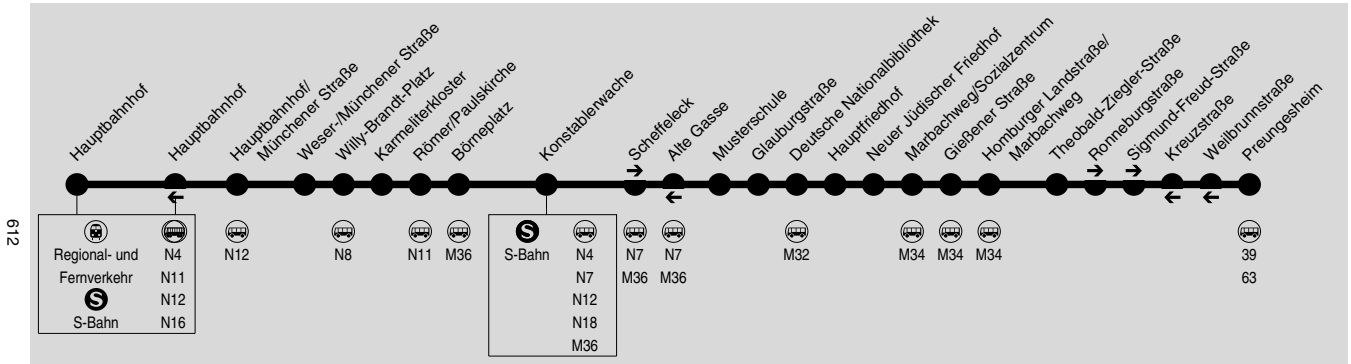 Hauptbahnhof
Hauptbahnhof
Hauptbahnhof/
Münchener Straße
Weser-/Münchener Straße
Willy-Brandt-Platz
Karmeliterkloster
Römer/Paulskirche
Börneplatz
Konstablerwache
Scheffeleck
Alte Gasse
Musterschule
Glauburgstraße
Deutsche Nationalbibliothek
Hauptfriedhof
Neuer Jüdischer Friedhof
Marbachweg/Sozialzentrum
Gießener Straße
Homburger Landstraße/
Marbachweg
Theobald-Ziegler-Straße
Ronneburgstraße
Sigmund-Freud-Straße
Kreuzstraße
Weilbrunnstraße
Preungesheim
612
Regional- und
Fernverkehr
S
S-Bahn
N4
N11
N12
N16
N12
N8
N11
M36
S
S-Bahn
N4
N7
N12
N18
M36
N7
M36
N7
M36
M32
M34
M34
M34
39
63